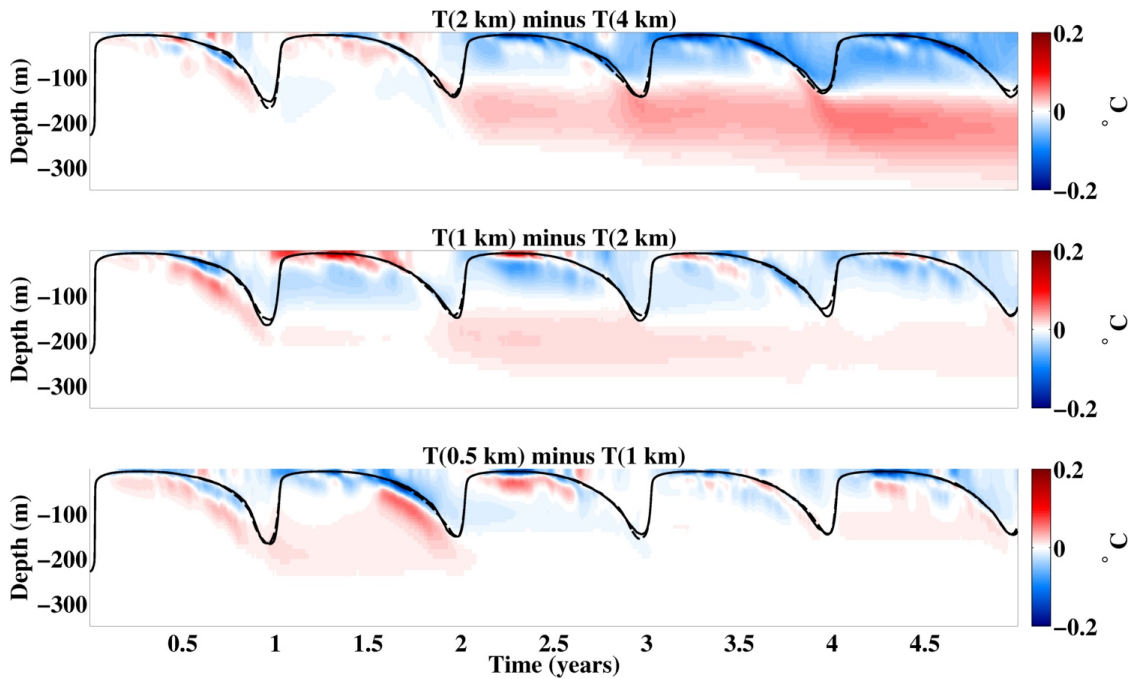 T(2 km) minus T(4 km)
Depth (m)
−100
−200
−300
0.2
0
−0.2
° C
T(1 km) minus T(2 km)
Depth (m)
−100
−200
−300
0.2
0
−0.2
° C
T(0.5 km) minus T(1 km)
Depth (m)
−100
−200
−300
0.2
0
−0.2
° C
0.5 1 1.5 2 2.5 3 3.5 4 4.5
Time (years)